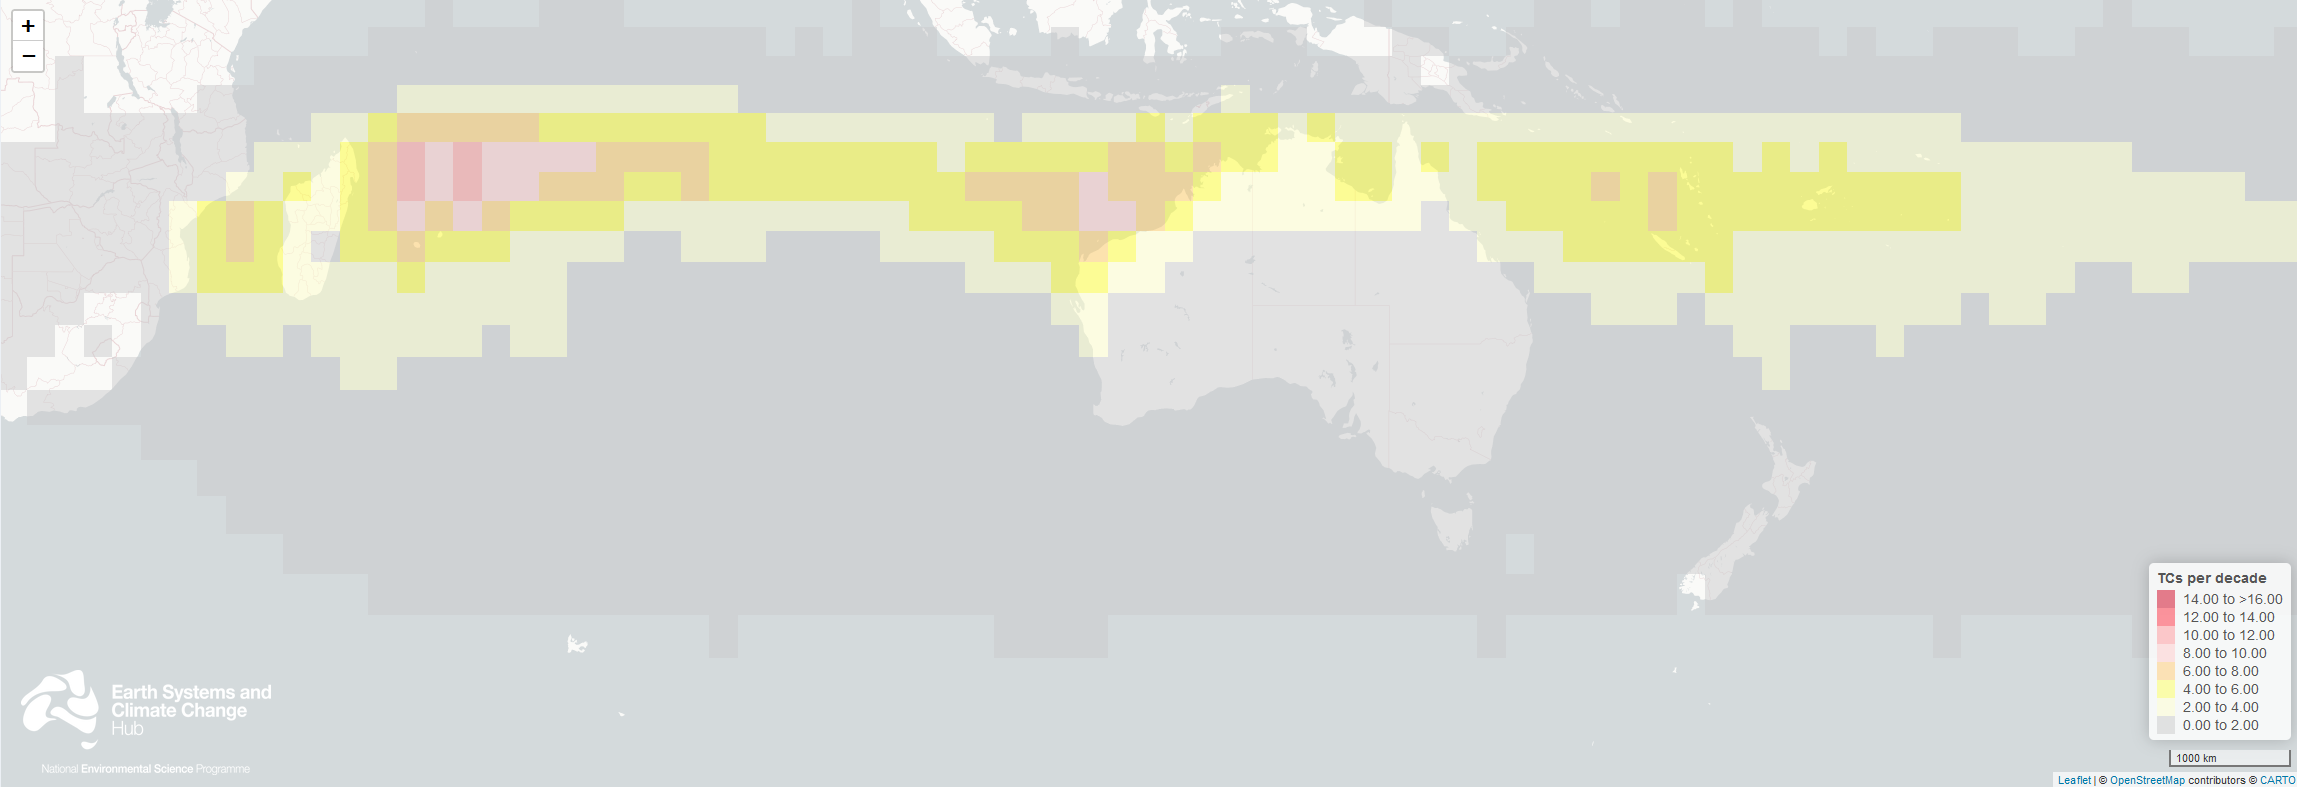 +
−
TCs per decade
14.00 to >16.00
12.00 to 14.00
10.00 to 12.00
8.00 to 10.00
6.00 to 8.00
4.00 to 6.00
2.00 to 4.00
0.00 to 2.00
Earth Systems and
Climate Change
Hub
National Environmental Science Programme
1000 km
Leaflet | © OpenStreetMap contributors © CARTO